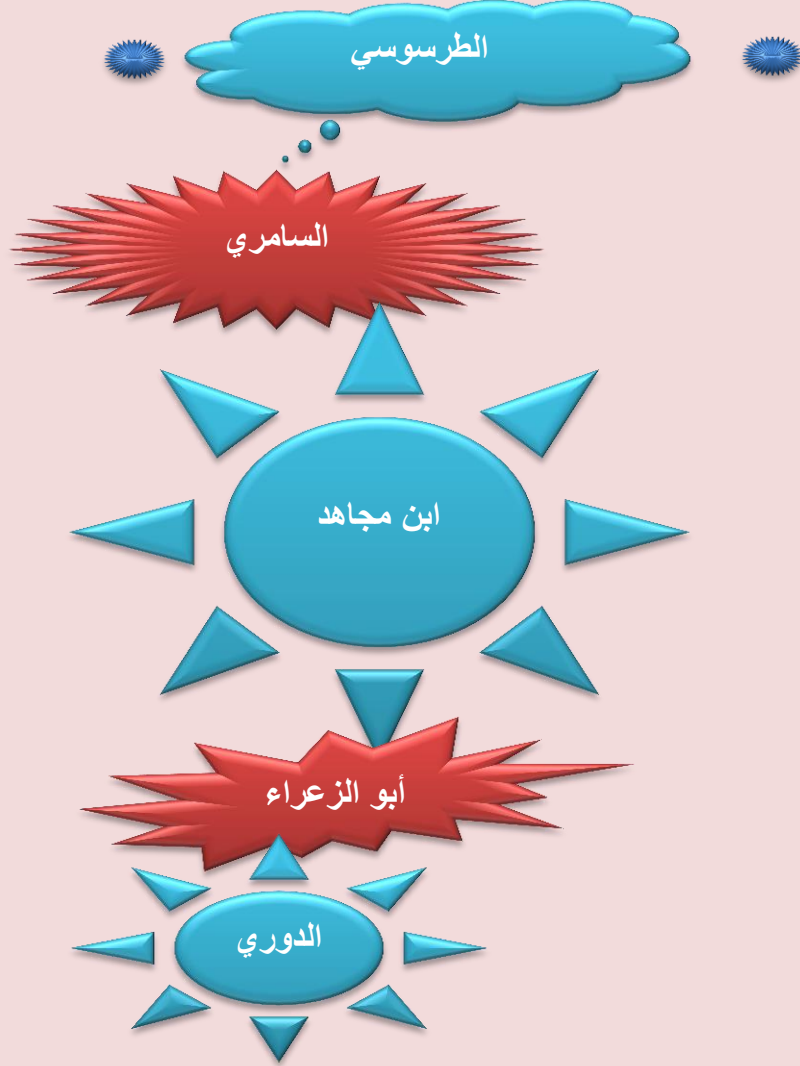 الطرسوسي
السامري
ابن مجاهد
أبو الزعراء
الدوري